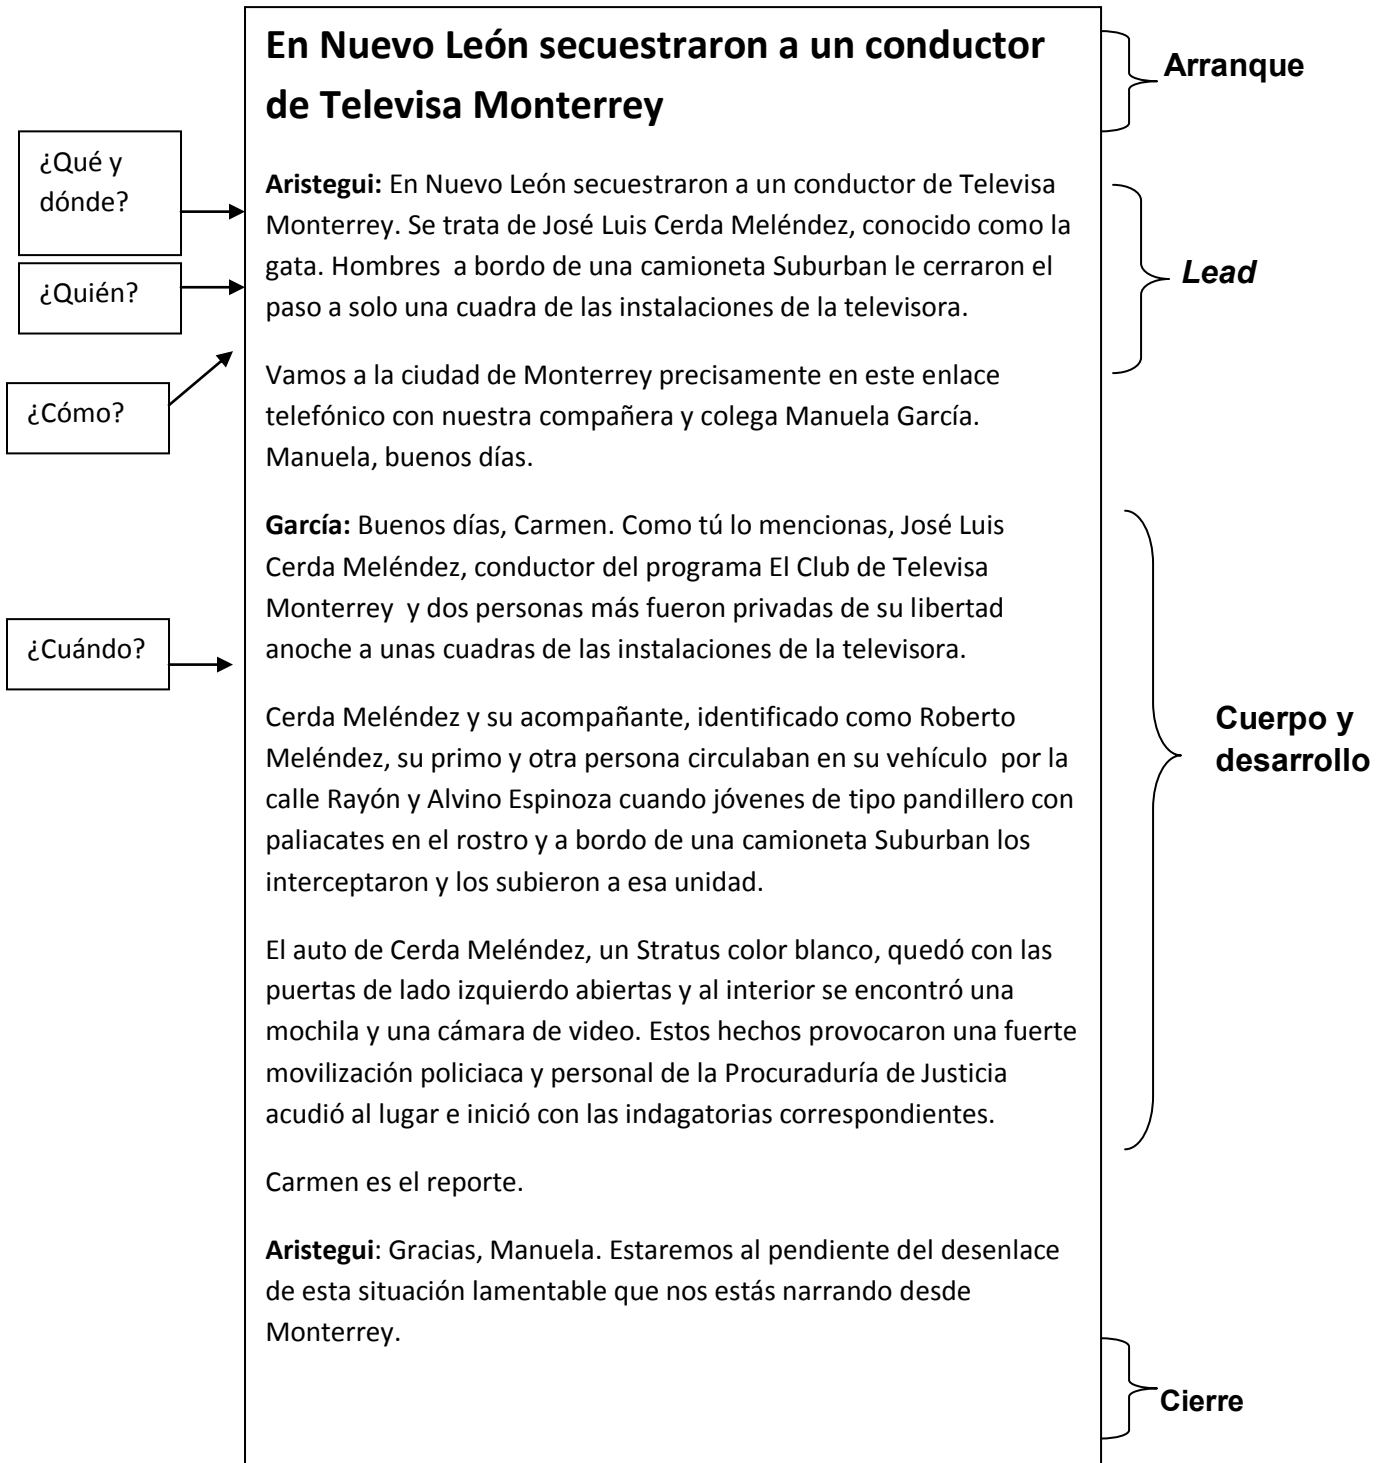 En Nuevo León secuestraron a un conductor
de Televisa Monterrey
Arranque
¿Qué y
dónde?
¿Quién?
¿Cómo?
Aristegui: En Nuevo León secuestraron a un conductor de Televisa
Monterrey. Se trata de José Luis Cerda Meléndez, conocido como la
gata. Hombres a bordo de una camioneta Suburban le cerraron el
paso a solo una cuadra de las instalaciones de la televisora.
Lead
Vamos a la ciudad de Monterrey precisamente en este enlace
telefónico con nuestra compañera y colega Manuela García.
Manuela, buenos días.
¿Cuándo?
García: Buenos días, Carmen. Como tú lo mencionas, José Luis
Cerda Meléndez, conductor del programa El Club de Televisa
Monterrey y dos personas más fueron privadas de su libertad
anoche a unas cuadras de las instalaciones de la televisora.
Cerda Meléndez y su acompañante, identificado como Roberto
Meléndez, su primo y otra persona circulaban en su vehículo por la
calle Rayón y Alvino Espinoza cuando jóvenes de tipo pandillero con
paliacates en el rostro y a bordo de una camioneta Suburban los
interceptaron y los subieron a esa unidad.
Cuerpo y
desarrollo
El auto de Cerda Meléndez, un Stratus color blanco, quedó con las
puertas de lado izquierdo abiertas y al interior se encontró una
mochila y una cámara de video. Estos hechos provocaron una fuerte
movilización policiaca y personal de la Procuraduría de Justicia
acudió al lugar e inició con las indagatorias correspondientes.
Carmen es el reporte.
Aristegui: Gracias, Manuela. Estaremos al pendiente del desenlace
de esta situación lamentable que nos estás narrando desde
Monterrey.
Cierre